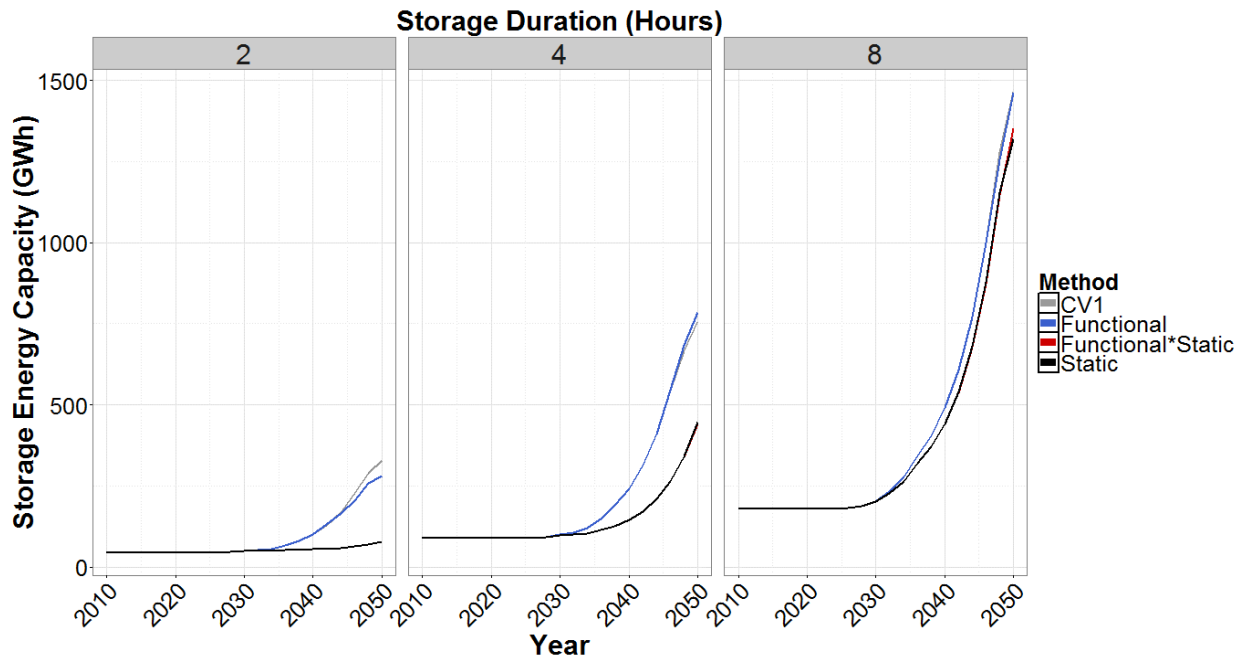 Storage Duration (Hours)
2 4 8
Storage Energy Capacity (GWh)
1500
1000
500
0
2010 2020 2030 2040 2050 2010 2020 2030 2040 2050 2010 2020 2030 2040 2050
Year
Method
CV1
Functional
Functional*Static
Static